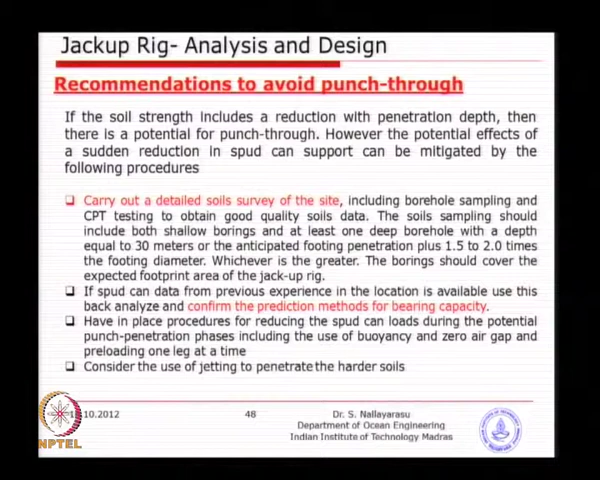 Jackup Rig- Analysis and Design
Recommendations to avoid punch-through
If the soil strength includes a reduction with penetration depth, then
there is a potential for punch-through. However the potential effects of
a sudden reduction in spud can support can be mitigated by the
following procedures
Carry out a detailed soils survey of the site, including borehole sampling and
CPT testing to obtain good quality soils data. The soils sampling should
include both shallow borings and at least one deep borehole with a depth
equal to 30 meters or the anticipated footing penetration plus 1.5 to 2.0 times
the footing diameter. Whichever is the greater. The borings should cover the
expected footprint area of the jack-up rig.
If spud can data from previous experience in the location is available use this
back analyze and confirm the prediction methods for bearing capacity.
Have in place procedures for reducing the spud can loads during the potential
punch-penetration phases including the use of buoyancy and zero air gap and
preloading one leg at a time
Consider the use of jetting to penetrate the harder soils
.10.2012 48 Dr. S. Nallayarasu
Department of Ocean Engineering
Indian Institute of Technology Madras
NPTEL